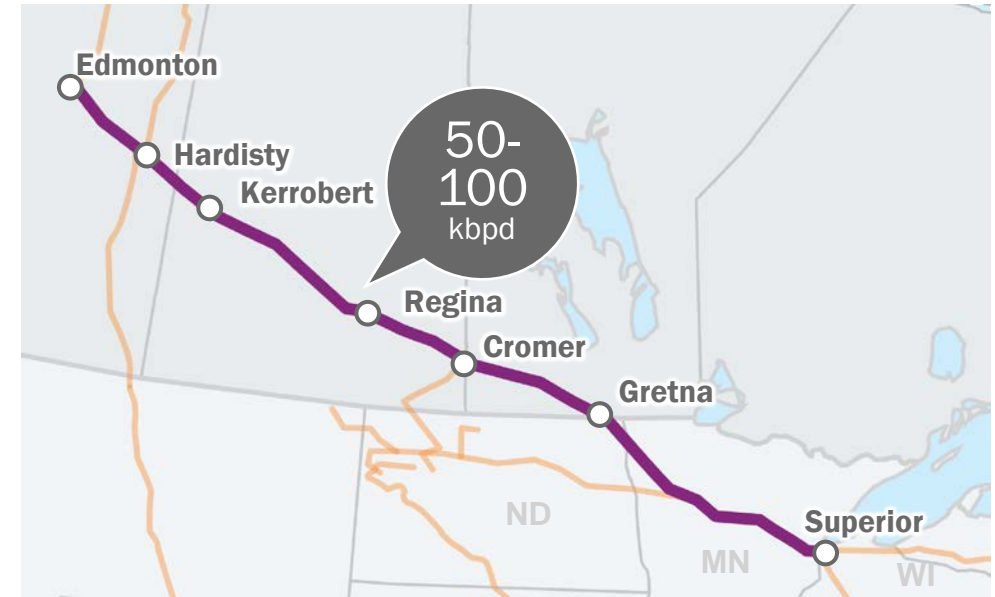 Edmonton
Hardisty
Kerrobert
50-
100
kbpd
Regina
Cromer
Gretna
ND
Superior
MN
WI